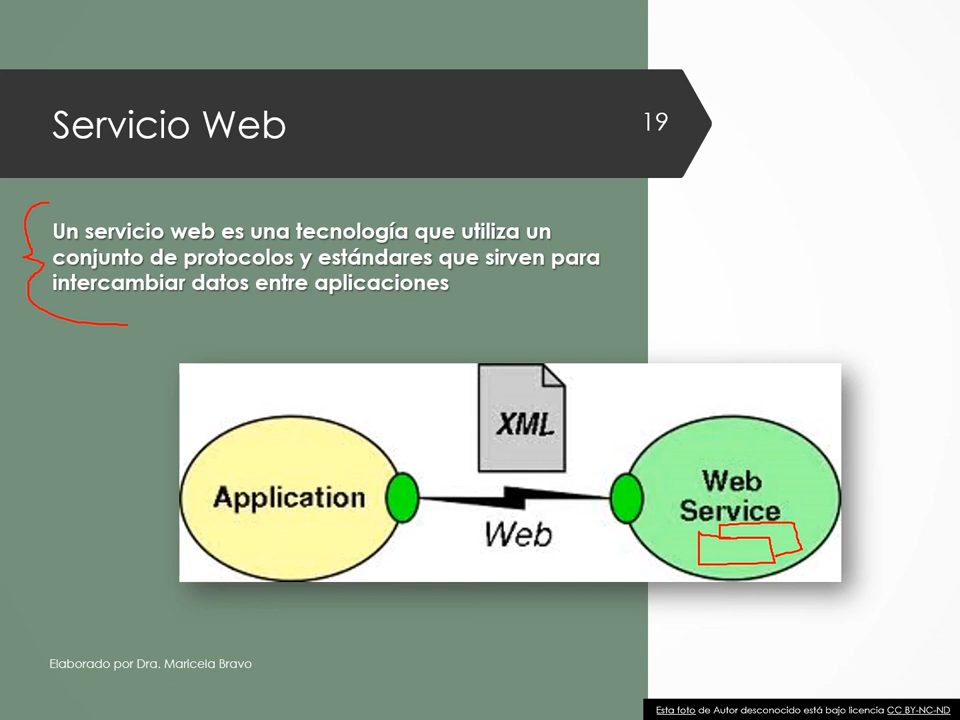 Servicio Web
19
Un servicio web es una tecnología que utiliza un
conjunto de protocolos y estándares que sirven para
intercambiar datos entre aplicaciones
XML
Application
Web
Service
Web
Elaborado por Dra. Maricela Bravo
Esta foto de Autor desconocido está bajo licencia CC BY-NC-ND